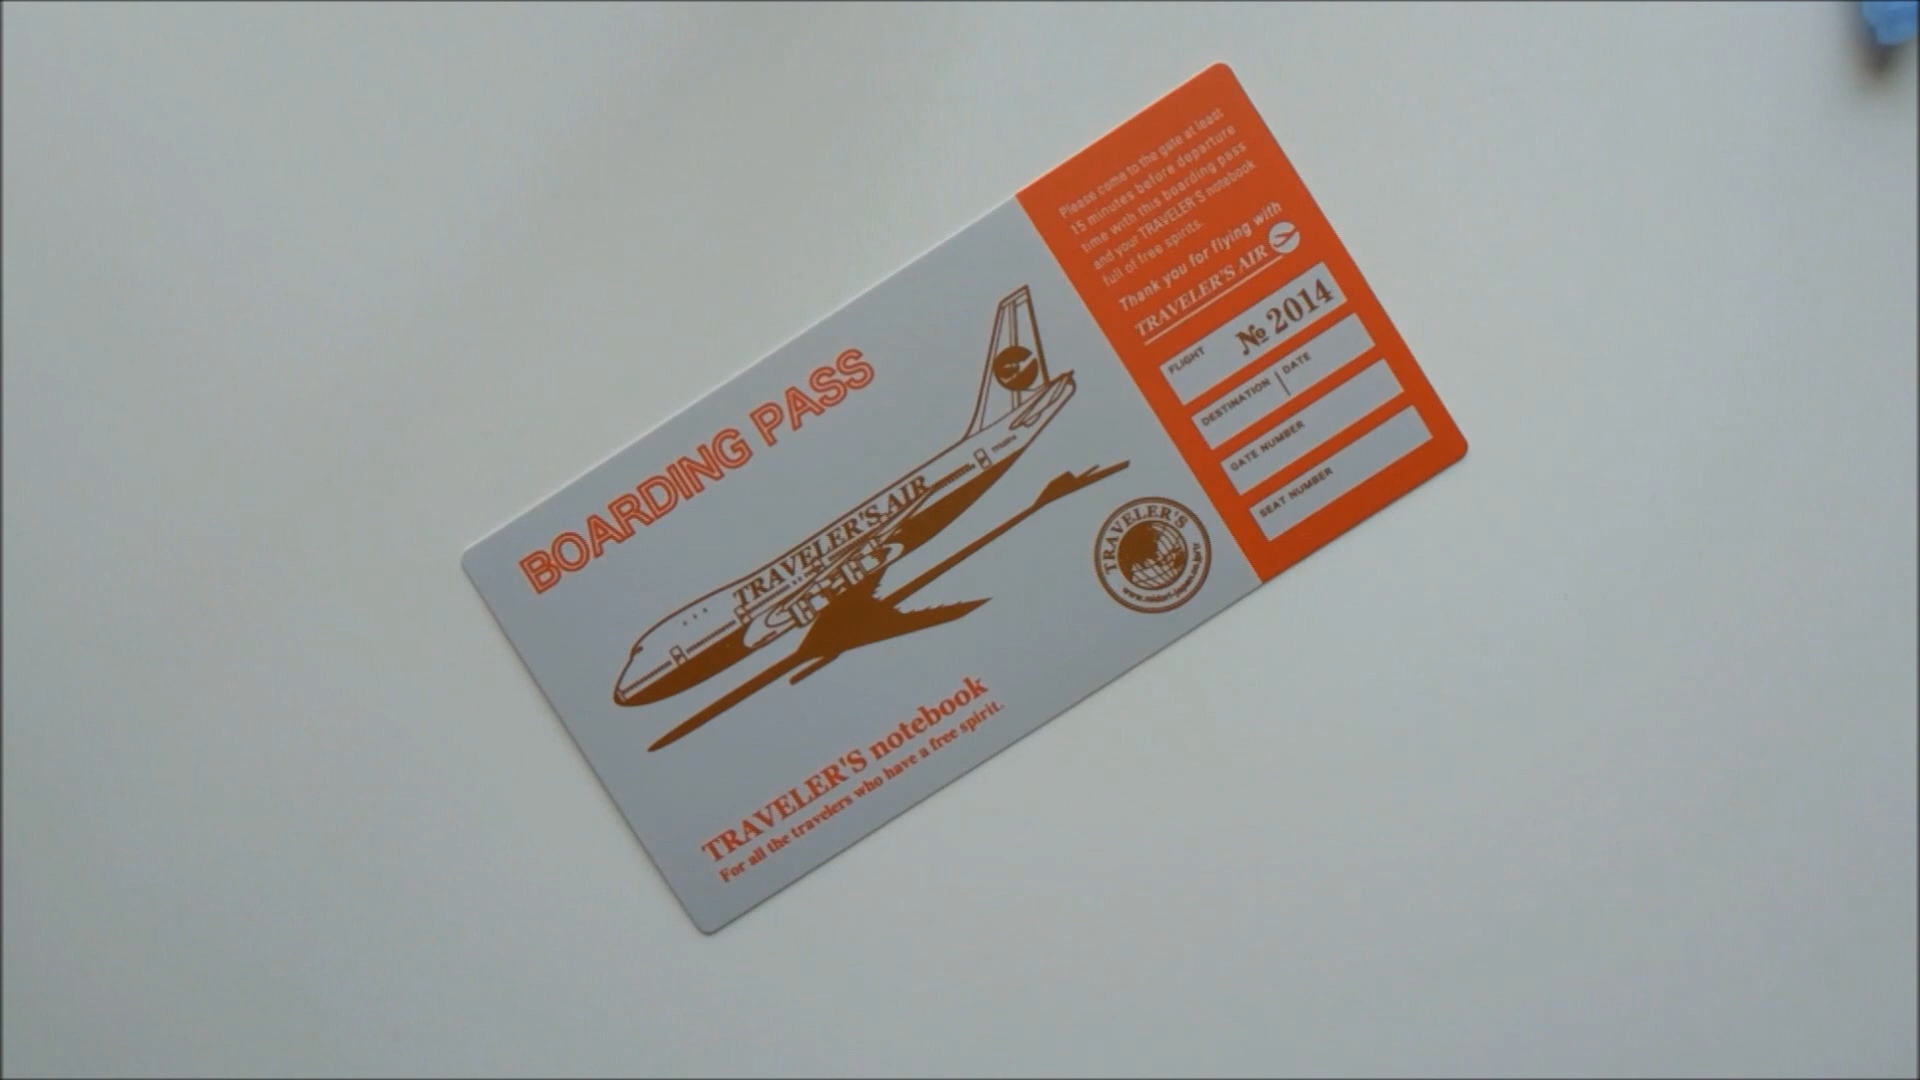 BOARDING PASS
TRAVELER'S AIR
TRAVELER'S notebook
For all the travelers who have a free spirit.
TRAVELER'S
Please come to the gate at least
15 minutes before departure
time with this boarding pass
and your TRAVELER'S notebook
full of free spirits.
Thank you for flying with
TRAVELER'S AIR
FLIGHT № 2014
DESTINATION | DATE
GATE NUMBER
SEAT NUMBER